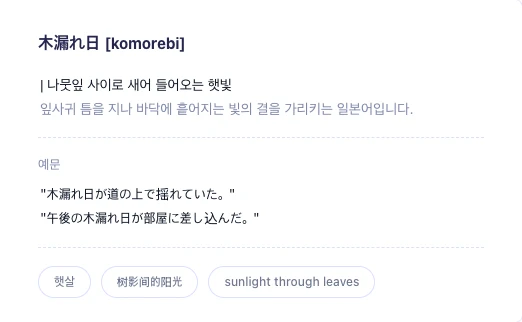 木漏れ日 [komorebi]
| 나뭇잎 사이로 새어 들어오는 햇빛
잎사귀 틈을 지나 바닥에 흩어지는 빛의 결을 가리키는 일본어입니다.
예문
"木漏れ日が道の上で揺れていた。"
"午後の木漏れ日が部屋に差し込んだ。"
햇살
树影间的阳光
sunlight through leaves